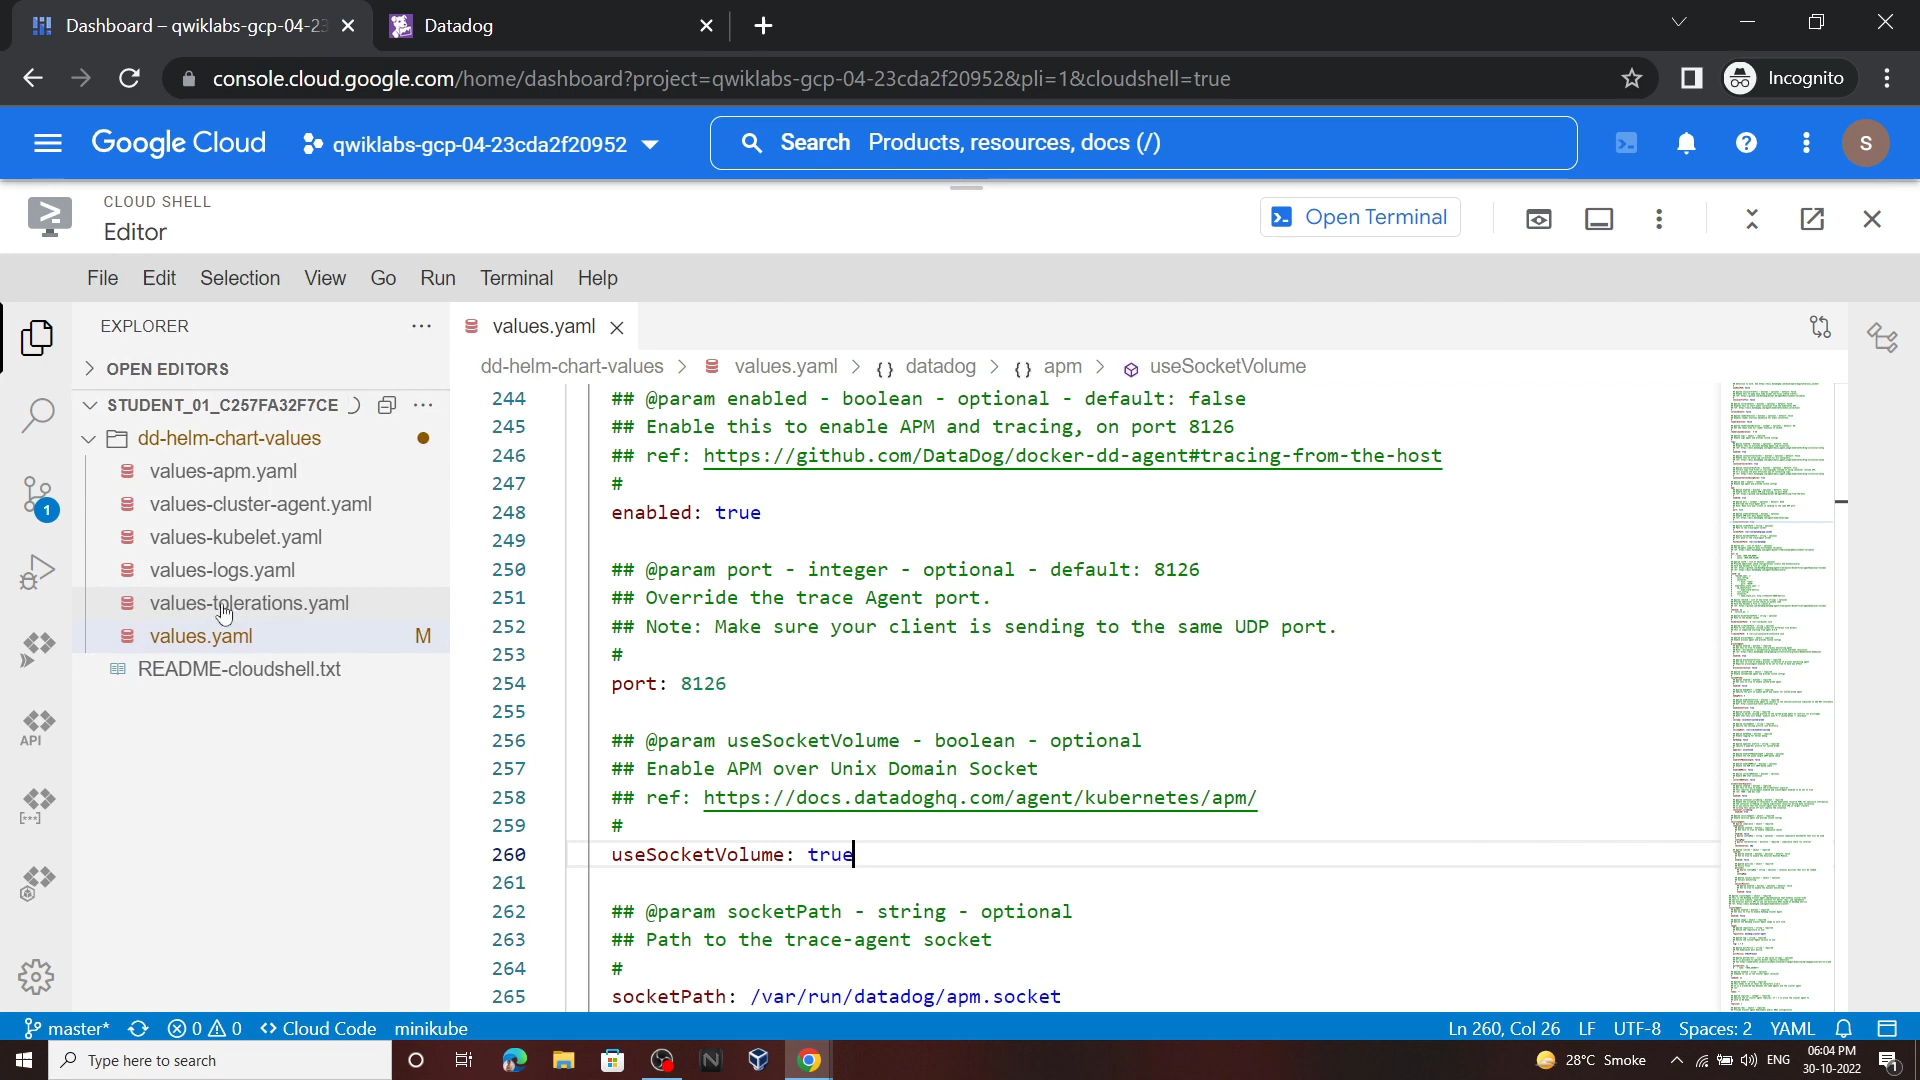 Dashboard – qwiklabs-gcp-04-23
Datadog
console.cloud.google.com/home/dashboard?project=qwiklabs-gcp-04-23cda2f20952&pli=1&cloudshell=true
Incognito
Google Cloud
qwiklabs-gcp-04-23cda2f20952
Search Products, resources, docs (/)
S
CLOUD SHELL
Editor
Open Terminal
File Edit Selection View Go Run Terminal Help
EXPLORER
OPEN EDITORS
STUDENT_01_C257FA32F7CE
dd-helm-chart-values
values-apm.yaml
values-cluster-agent.yaml
values-kubelet.yaml
values-logs.yaml
values-tolerations.yaml
values.yaml M
README-cloudshell.txt
1
API
values.yaml
dd-helm-chart-values > values.yaml > {} datadog > {} apm > useSocketVolume
244 ## @param enabled - boolean - optional - default: false
245 ## Enable this to enable APM and tracing, on port 8126
246 ## ref: https://github.com/DataDog/docker-dd-agent#tracing-from-the-host
247 #
248 enabled: true
249
250 ## @param port - integer - optional - default: 8126
251 ## Override the trace Agent port.
252 ## Note: Make sure your client is sending to the same UDP port.
253 #
254 port: 8126
255
256 ## @param useSocketVolume - boolean - optional
257 ## Enable APM over Unix Domain Socket
258 ## ref: https://docs.datadoghq.com/agent/kubernetes/apm/
259 #
260 useSocketVolume: true
261
262 ## @param socketPath - string - optional
263 ## Path to the trace-agent socket
264 #
265 socketPath: /var/run/datadog/apm.socket
master* 0 0 <> Cloud Code minikube
Ln 260, Col 26 LF UTF-8 Spaces: 2 YAML
Type here to search
28°C Smoke
ENG
06:04 PM
30-10-2022
1